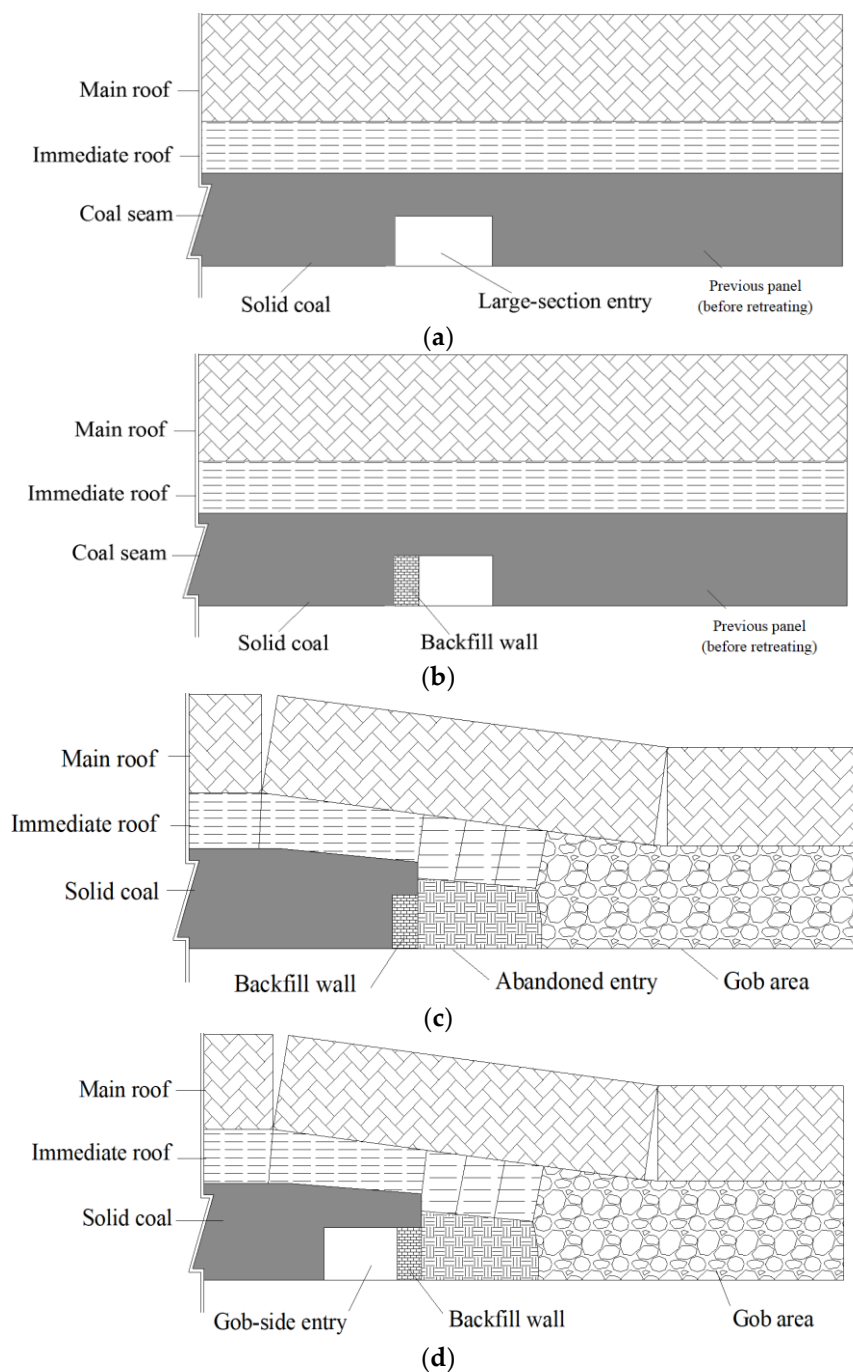 Main roof
Immediate roof
Coal seam
Solid coal
Large-section entry
Previous panel
(before retreating)
(a)
Main roof
Immediate roof
Coal seam
Solid coal
Backfill wall
Previous panel
(before retreating)
(b)
Main roof
Immediate roof
Solid coal
Backfill wall
Abandoned entry
Gob area
(c)
Main roof
Immediate roof
Solid coal
Gob-side entry
Backfill wall
Gob area
(d)